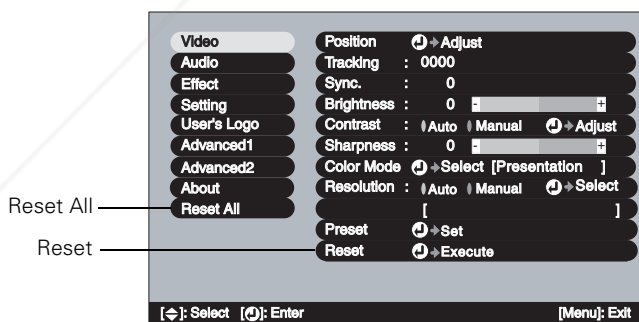 Video
Audio
Effect
Setting
User's Logo
Advanced1
Advanced2
About
Reset All
Position Adjust
Tracking : 0000
Sync. : 0
Brightness : 0 - +
Contrast : Auto Manual Adjust
Sharpness : 0 - +
Color Mode Select [Presentation ]
Resolution : Auto Manual Select
[ ]
Preset Set
Reset Execute
Reset All
Reset
[ ]: Select [ ]: Enter [Menu]: Exit